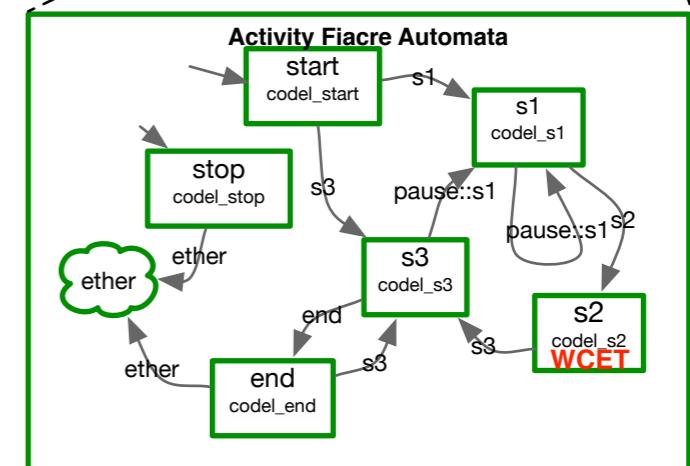 Activity Fiacre Automata
start
codel_start
s1
s1
codel_s1
stop
codel_stop
s3
pause::s1
pause::s1
s2
ether
ether
s3
codel_s3
end
s2
codel_s2
WCET
s3
ether
s3
end
codel_end